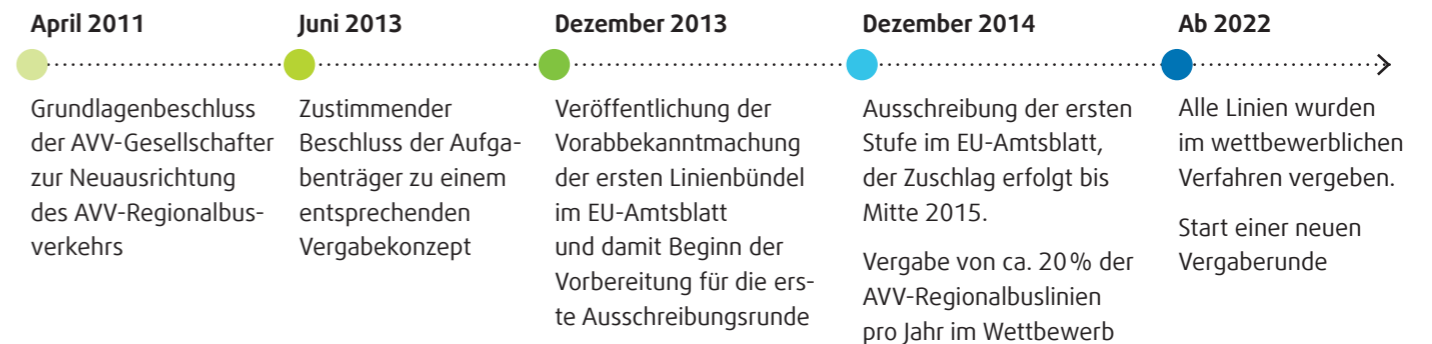 April 2011
Grundlagenbeschluss
der AVV-Gesellschafter
zur Neuausrichtung
des AVV-Regionalbus-
verkehrs
Juni 2013
Zustimmender
Beschluss der Aufga-
benträger zu einem
entsprechenden
Vergabekonzept
Dezember 2013
Veröffentlichung der
Vorabbekanntmachung
der ersten Linienbündel
im EU-Amtsblatt
und damit Beginn der
Vorbereitung für die ers-
te Ausschreibungsrunde
Dezember 2014
Ausschreibung der ersten
Stufe im EU-Amtsblatt,
der Zuschlag erfolgt bis
Mitte 2015.
Vergabe von ca. 20 % der
AVV-Regionalbuslinien
pro Jahr im Wettbewerb
Ab 2022
Alle Linien wurden
im wettbewerblichen
Verfahren vergeben.
Start einer neuen
Vergaberunde